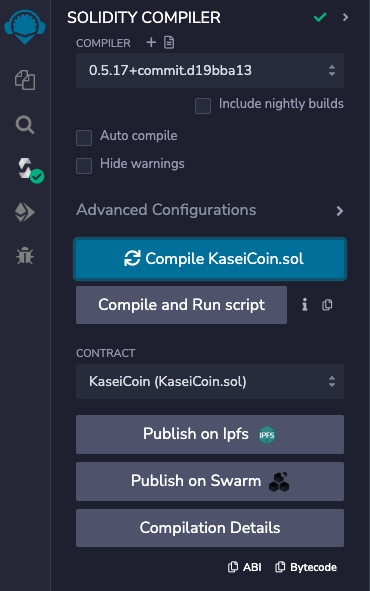 SOLIDITY COMPILER
COMPILER
0.5.17+commit.d19bba13
Include nightly builds
Auto compile
Hide warnings
Advanced Configurations
Compile KaseiCoin.sol
Compile and Run script
CONTRACT
KaseiCoin (KaseiCoin.sol)
Publish on Ipfs IPFS
Publish on Swarm
Compilation Details
ABI Bytecode